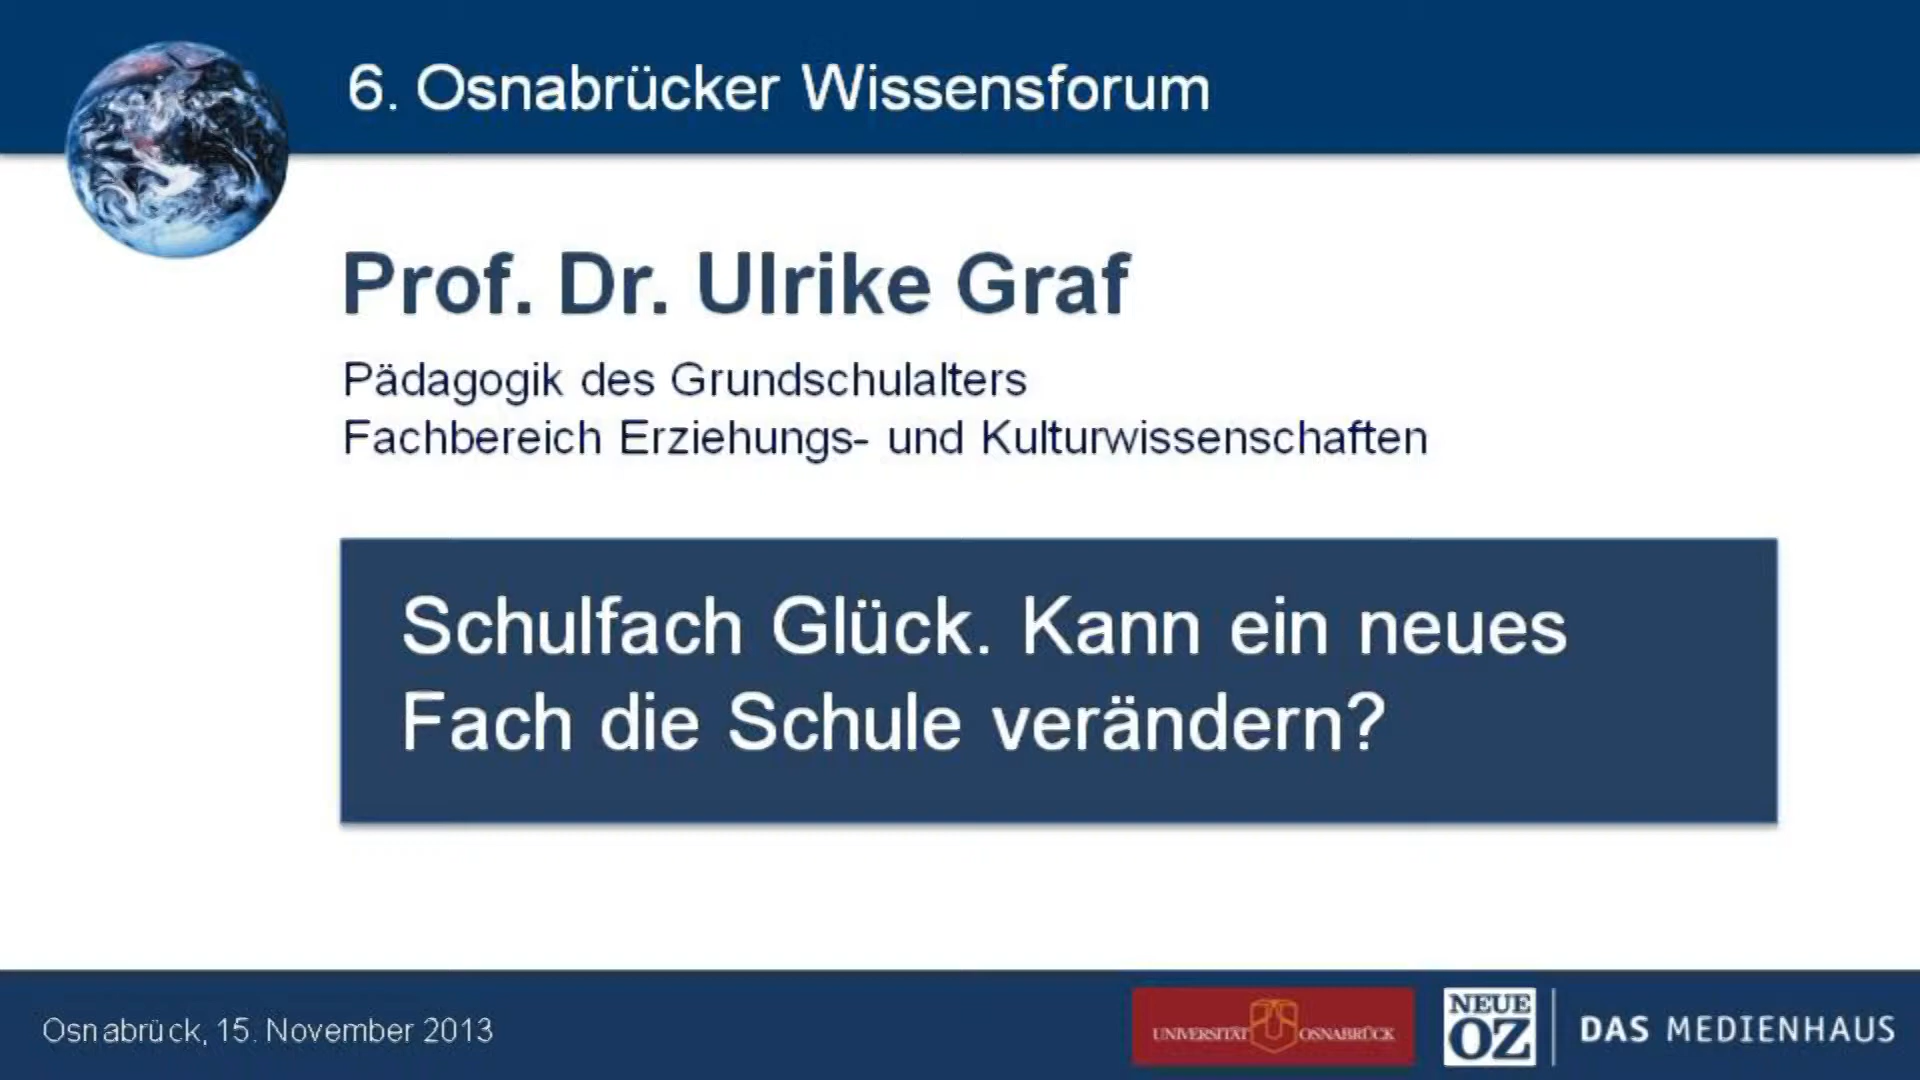 6. Osnabrücker Wissensforum
Prof. Dr. Ulrike Graf
Pädagogik des Grundschulalters
Fachbereich Erziehungs- und Kulturwissenschaften
Schulfach Glück. Kann ein neues
Fach die Schule verändern?
Osnabrück, 15. November 2013
UNIVERSITÄT OSNABRÜCK
NEUE
OZ
DAS MEDIENHAUS